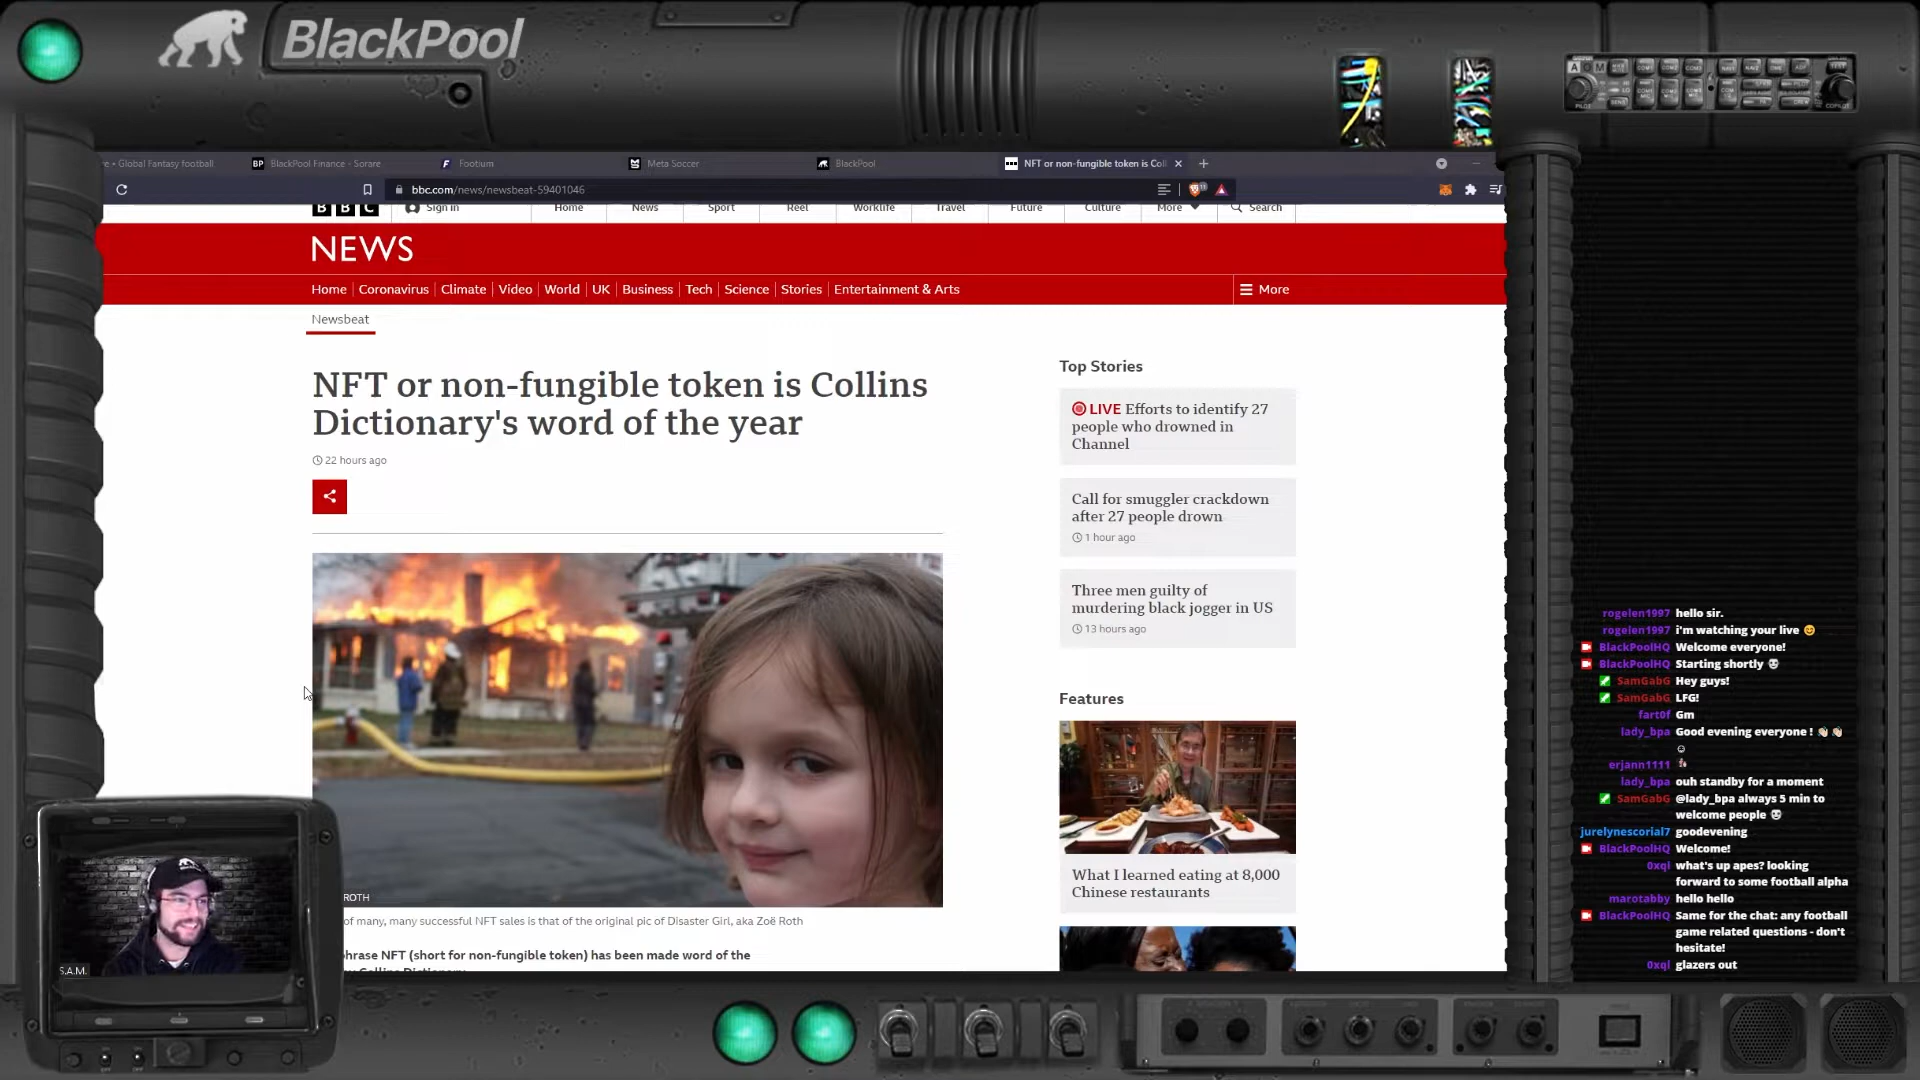 BlackPool
e • Global Fantasy football
BP BlackPool Finance - Sorare
Footium
Meta Soccer
BlackPool
NFT or non-fungible token is Coll
bbc.com/news/newsbeat-59401046
BBC
Sign in
Home
News
Sport
Reel
Worklife
Travel
Future
Culture
More
Search
NEWS
Home
Coronavirus
Climate
Video
World
UK
Business
Tech
Science
Stories
Entertainment & Arts
More
Newsbeat
NFT or non-fungible token is Collins
Dictionary's word of the year
22 hours ago
ROTH
of many, many successful NFT sales is that of the original pic of Disaster Girl, aka Zoë Roth
phrase NFT (short for non-fungible token) has been made word of the
Collins Dictionary
Top Stories
LIVE Efforts to identify 27
people who drowned in
Channel
Call for smuggler crackdown
after 27 people drown
1 hour ago
Three men guilty of
murdering black jogger in US
13 hours ago
Features
What I learned eating at 8,000
Chinese restaurants
S.A.M.
rogelen1997 hello sir.
rogelen1997 i'm watching your live 😊
BlackPoolHQ Welcome everyone!
BlackPoolHQ Starting shortly
SamGabG Hey guys!
SamGabG LFG!
fart0f Gm
lady_bpa Good evening everyone ! 👏🏻 👏🏻
☺
erjann1111
lady_bpa ouh standby for a moment
SamGabG @lady_bpa always 5 min to
welcome people
jurelynescorial7 goodevening
BlackPoolHQ Welcome!
0xqi what's up apes? looking
forward to some football alpha
marotabby hello hello
BlackPoolHQ Same for the chat: any football
game related questions - don't
hesitate!
0xqi glazers out